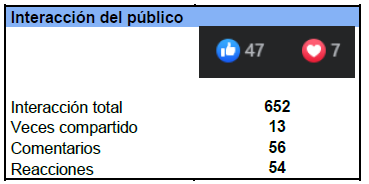 Interacción del público
47 7
Interacción total 652
Veces compartido 13
Comentarios 56
Reacciones 54